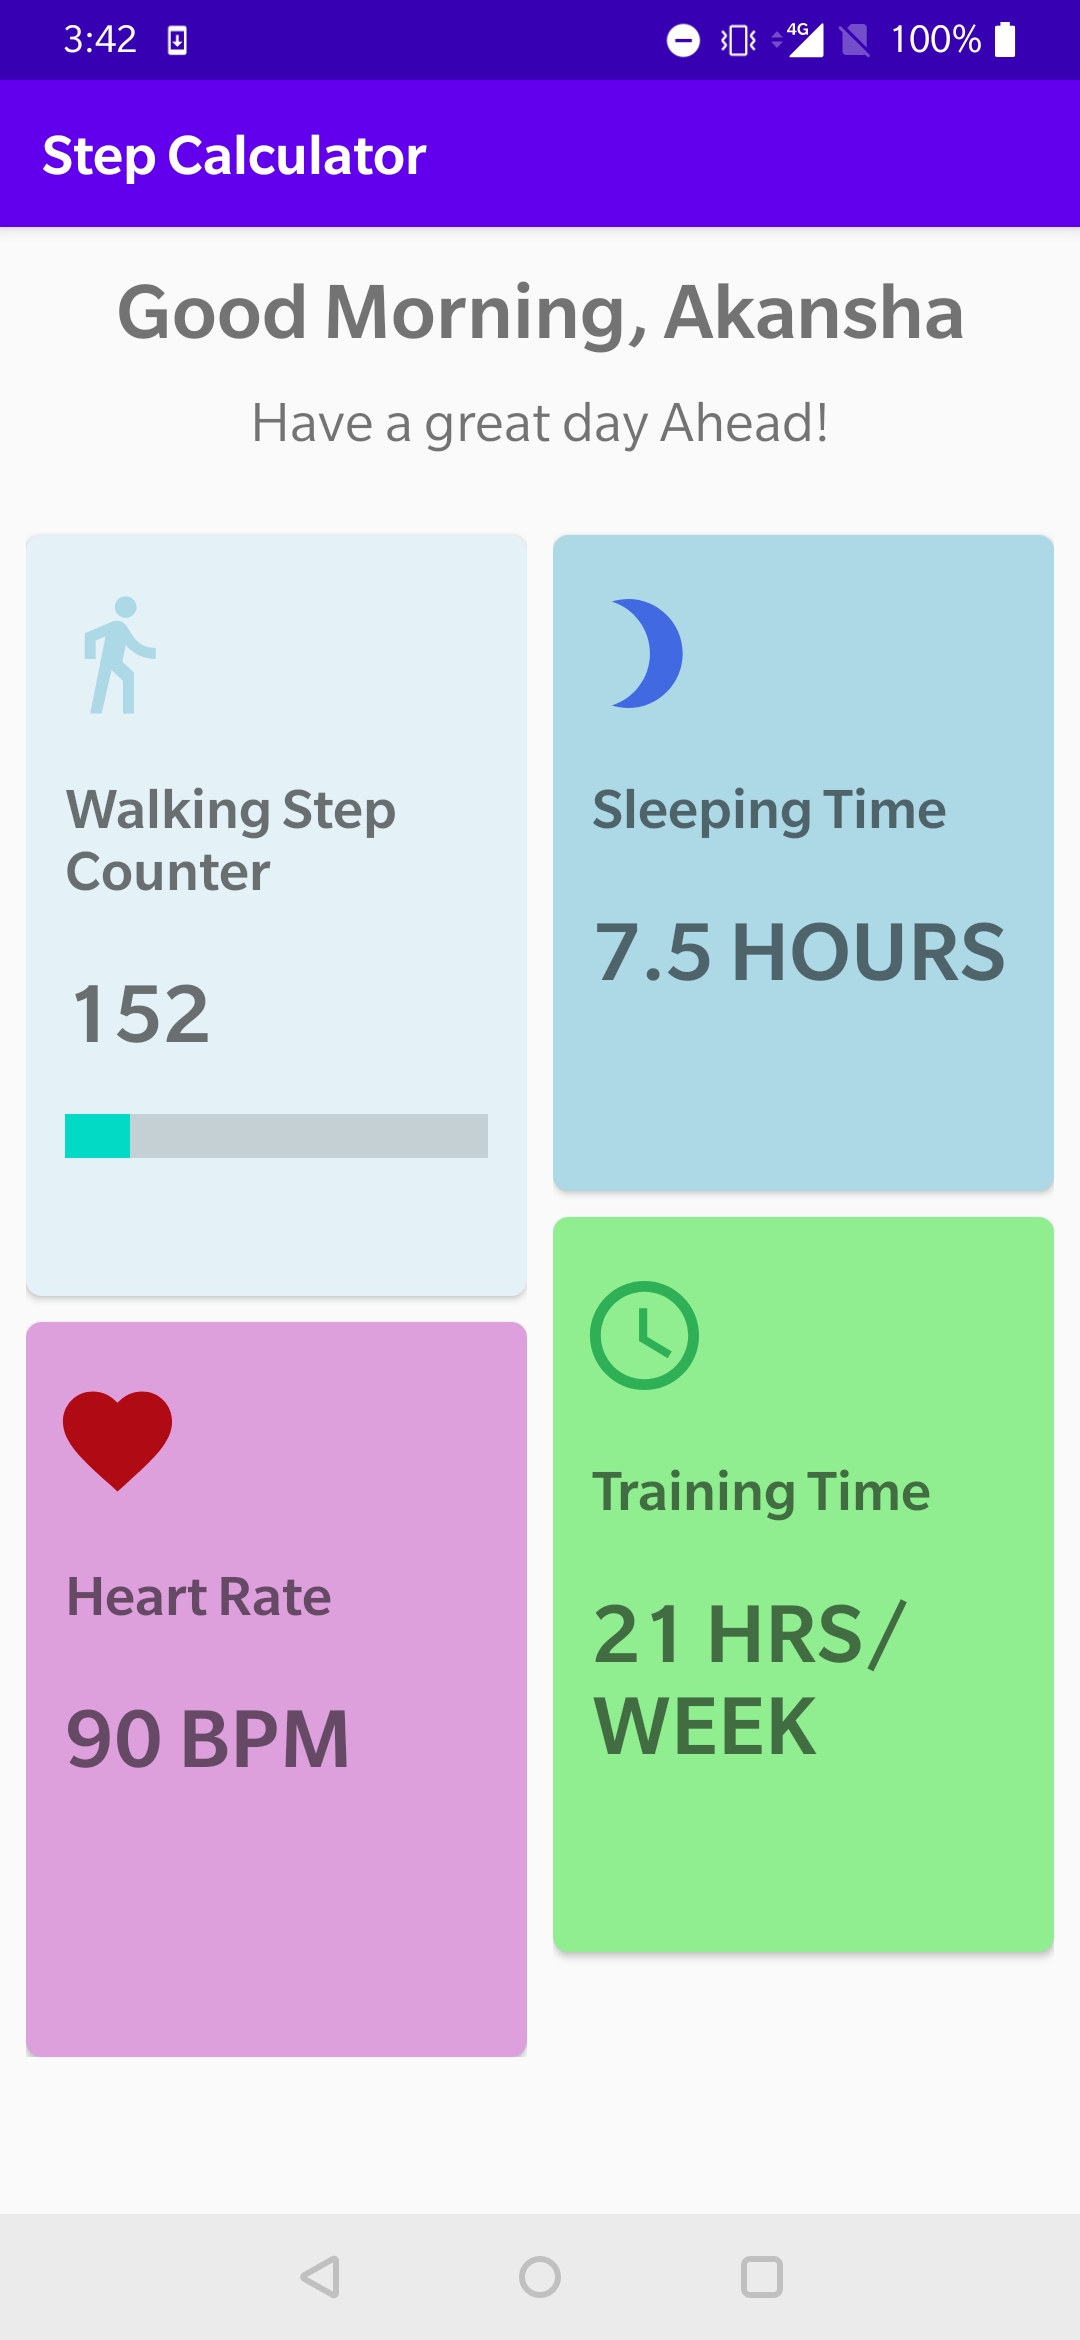 3:42
4G
100%
Step Calculator
Good Morning, Akansha
Have a great day Ahead!
Walking Step
Counter
152
Sleeping Time
7.5 HOURS
Heart Rate
90 BPM
Training Time
21 HRS/
WEEK